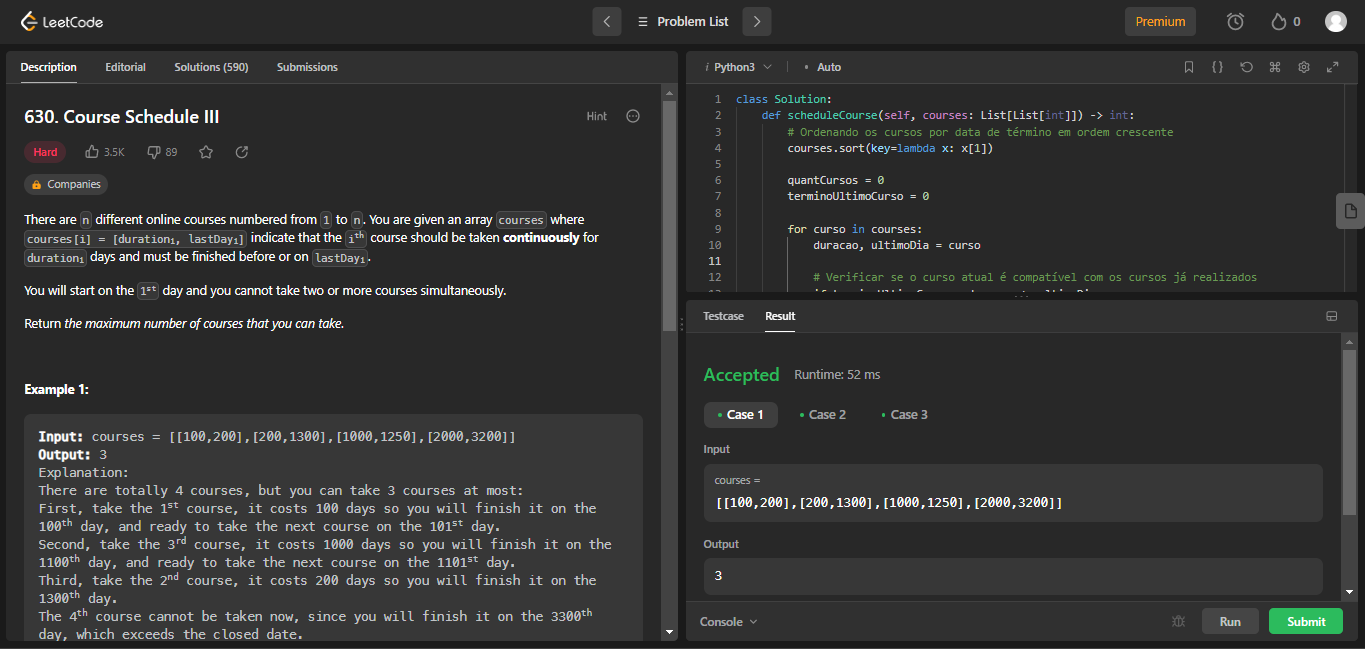 LeetCode
Problem List
Premium
0
Description Editorial Solutions (590) Submissions
630. Course Schedule III
Hint
Hard 3.5K 89
Companies
There are n different online courses numbered from 1 to n. You are given an array courses where
courses[i] = [durationᵢ, lastDayᵢ] indicate that the iᵗʰ course should be taken continuously for
durationᵢ days and must be finished before or on lastDayᵢ.
You will start on the 1ˢᵗ day and you cannot take two or more courses simultaneously.
Return the maximum number of courses that you can take.
Example 1:
Input: courses = [[100,200],[200,1300],[1000,1250],[2000,3200]]
Output: 3
Explanation:
There are totally 4 courses, but you can take 3 courses at most:
First, take the 1ˢᵗ course, it costs 100 days so you will finish it on the
100ᵗʰ day, and ready to take the next course on the 101ˢᵗ day.
Second, take the 3ʳᵈ course, it costs 1000 days so you will finish it on the
1100ᵗʰ day, and ready to take the next course on the 1101ˢᵗ day.
Third, take the 2ⁿᵈ course, it costs 200 days so you will finish it on the
1300ᵗʰ day.
The 4ᵗʰ course cannot be taken now, since you will finish it on the 3300ᵗʰ
day, which exceeds the closed date.
i Python3 • Auto
1 class Solution:
2 def scheduleCourse(self, courses: List[List[int]]) -> int:
3 # Ordenando os cursos por data de término em ordem crescente
4 courses.sort(key=lambda x: x[1])
5
6 quantCursos = 0
7 terminoUltimoCurso = 0
8
9 for curso in courses:
10 duracao, ultimoDia = curso
11
12 # Verificar se o curso atual é compatível com os cursos já realizados
Testcase Result
Accepted Runtime: 52 ms
• Case 1 • Case 2 • Case 3
Input
courses =
[[100,200],[200,1300],[1000,1250],[2000,3200]]
Output
3
Console Run Submit